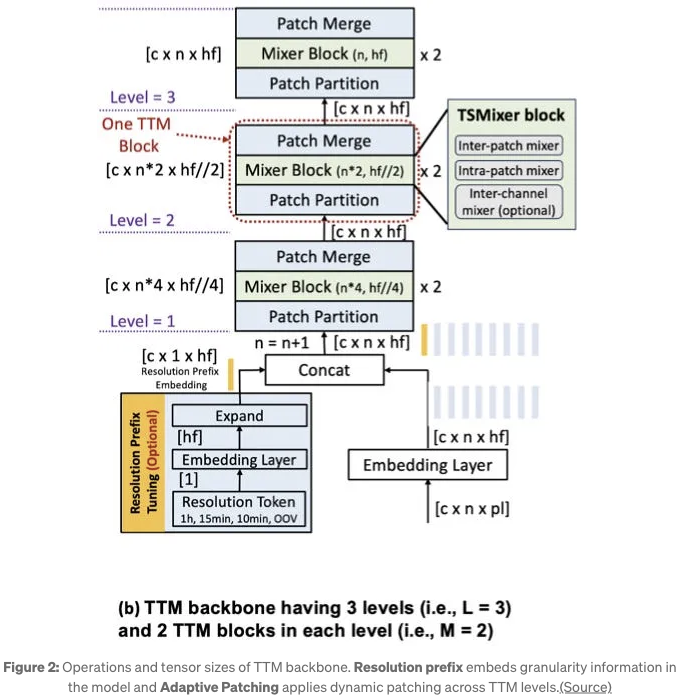 Patch Merge
[c x n x hf]
Mixer Block (n, hf)
x 2
Patch Partition
Level = 3
[c x n x hf]
One TTM
Block
Patch Merge
[c x n*2 x hf//2]
Mixer Block (n*2, hf//2)
x 2
Patch Partition
TSMixer block
Inter-patch mixer
Intra-patch mixer
Inter-channel
mixer (optional)
Level = 2
[c x n x hf]
Patch Merge
[c x n*4 x hf//4]
Mixer Block (n*4, hf//4)
x 2
Patch Partition
Level = 1
n = n+1
[c x n x hf]
[c x 1 x hf]
Resolution Prefix
Embedding
Concat
Resolution Prefix
Tuning (Optional)
Expand
[hf]
Embedding Layer
[1]
Resolution Token
1h, 15min, 10min, OOV
[c x n x hf]
Embedding Layer
[c x n x pl]
(b) TTM backbone having 3 levels (i.e., L = 3)
and 2 TTM blocks in each level (i.e., M = 2)
Figure 2: Operations and tensor sizes of TTM backbone. Resolution prefix embeds granularity information in
the model and Adaptive Patching applies dynamic patching across TTM levels.(Source)